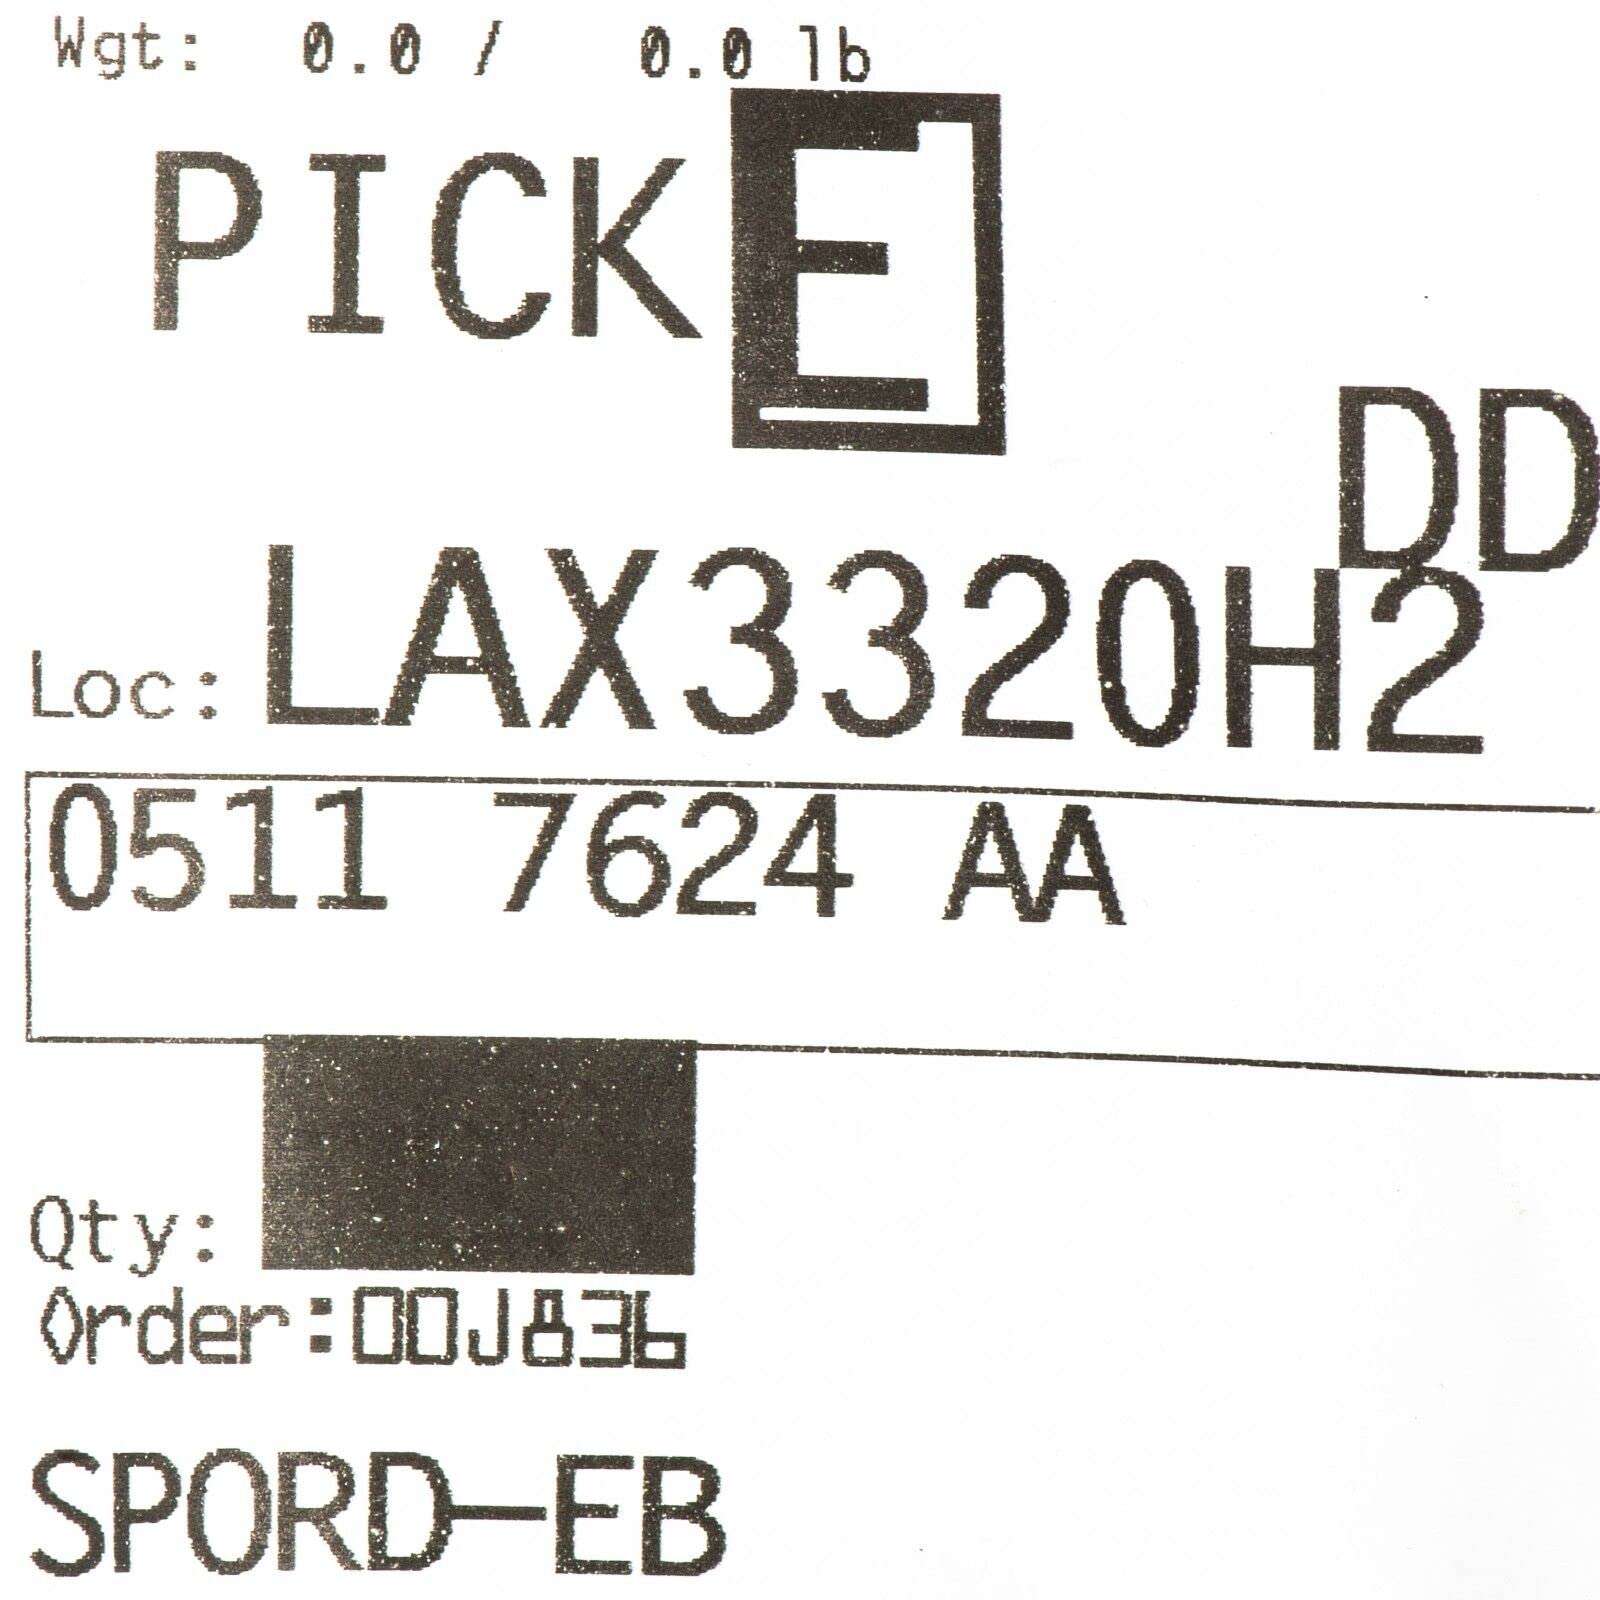 Wgt: 0.0 / 0.0 lb
PICK E
DD
Loc: LAX3320H2
0511 7624 AA
Qty:
Order:00J836
SPORD-EB